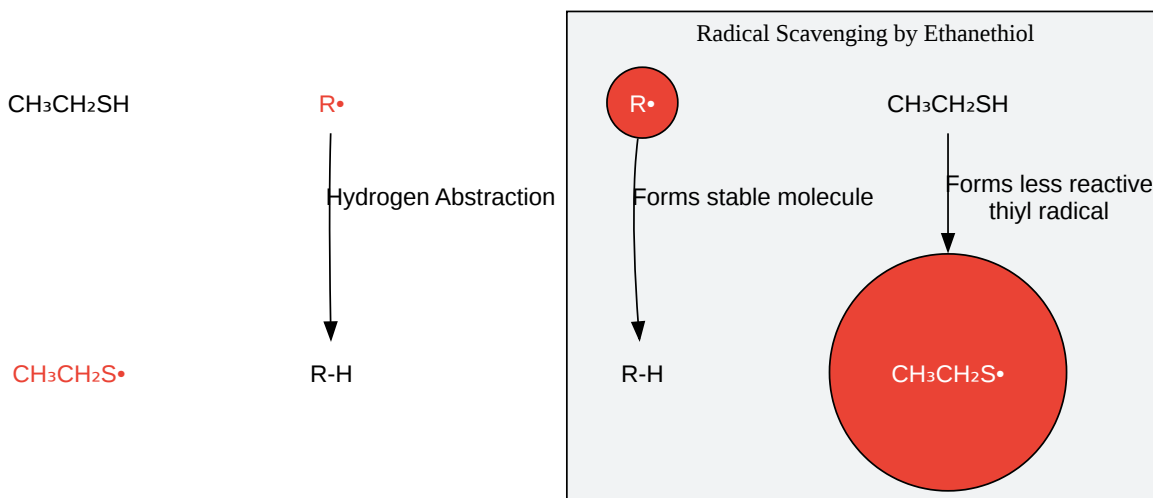 Radical Scavenging by Ethanethiol
CH₃CH₂SH
R•
R•
CH₃CH₂SH
Hydrogen Abstraction
Forms stable molecule
Forms less reactive
thiyl radical
CH₃CH₂S•
R-H
R-H
CH₃CH₂S•